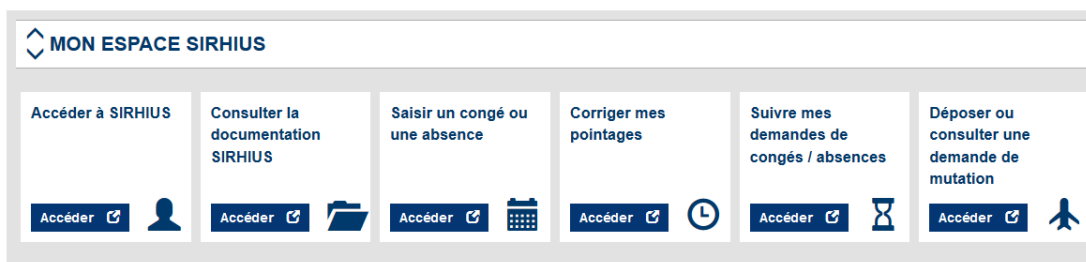 MON ESPACE SIRHIUS
Accéder à SIRHIUS
Accéder
Consulter la
documentation
SIRHIUS
Accéder
Saisir un congé ou
une absence
Accéder
Corriger mes
pointages
Accéder
Suivre mes
demandes de
congés / absences
Accéder
Déposer ou
consulter une
demande de
mutation
Accéder